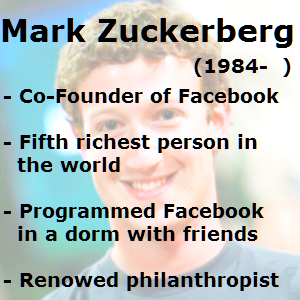 Mark Zuckerberg
(1984-  )
- Co-Founder of Facebook
- Fifth richest person in
the world
- Programmed Facebook
in a dorm with friends
- Renowed philanthropist